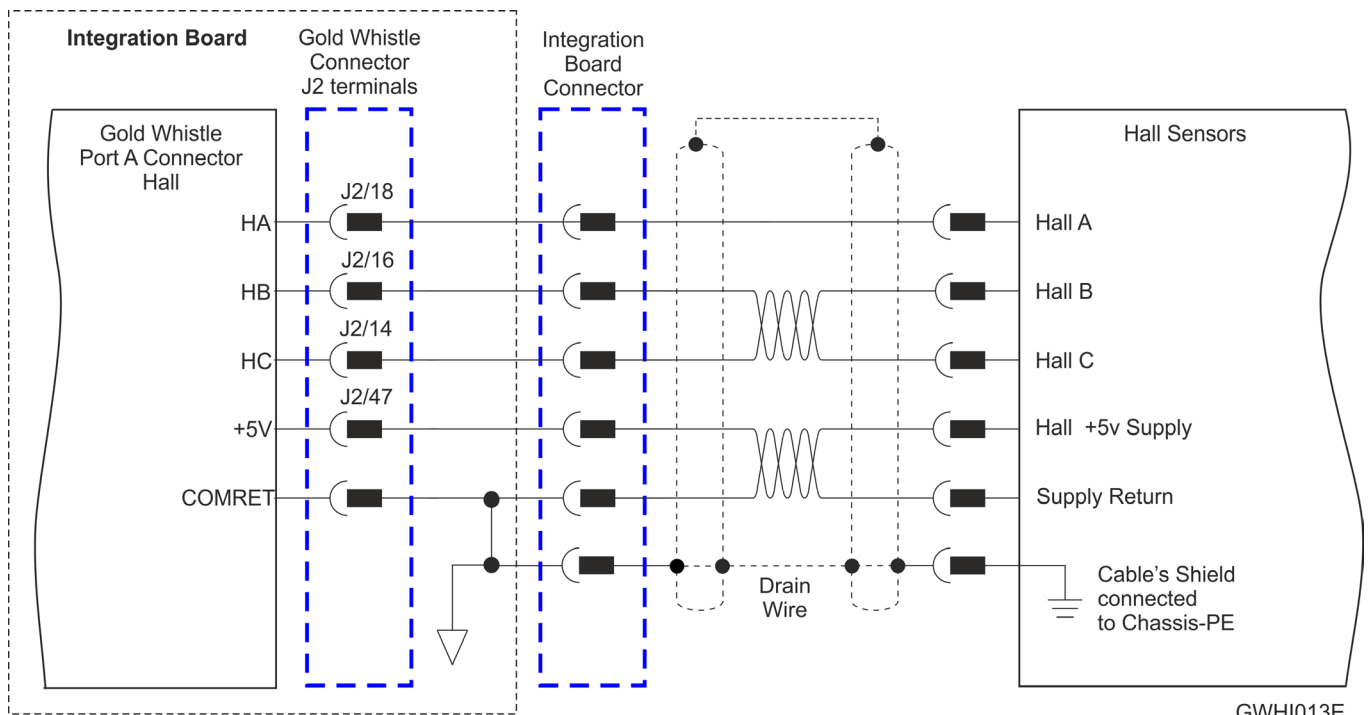 Integration Board
Gold Whistle
Connector
J2 terminals
Integration
Board
Connector
Gold Whistle
Port A Connector
Hall
Hall Sensors
J2/18
HA
Hall A
J2/16
HB
Hall B
J2/14
HC
Hall C
J2/47
+5V
Hall +5v Supply
COMRET
Supply Return
Drain
Wire
Cable's Shield
connected
to Chassis-PE
GWHI013E